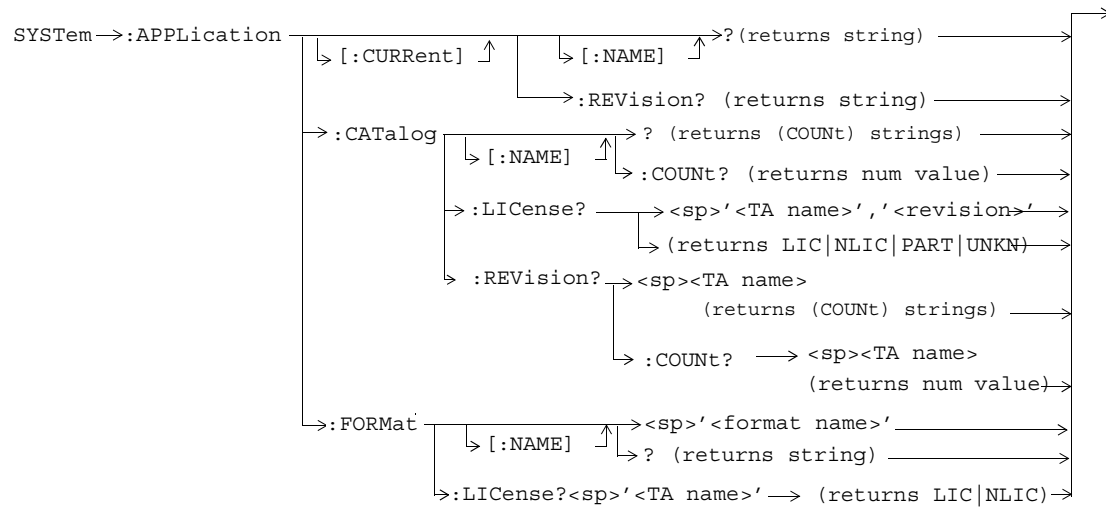 SYSTem :APPLication ? (returns string)
[:CURRent] [:NAME]
:REVision? (returns string)
:CATalog ? (returns (COUNt) strings)
[:NAME] :COUNt? (returns num value)
:LICense? <sp>’<TA name>’,’<revision>’
(returns LIC|NLIC|PART|UNKN)
:REVision? <sp><TA name>
(returns (COUNt) strings)
:COUNt? <sp><TA name>
(returns num value)
:FORMat <sp>’<format name>’
[:NAME] ? (returns string)
:LICense?<sp>’<TA name>’ (returns LIC|NLIC)